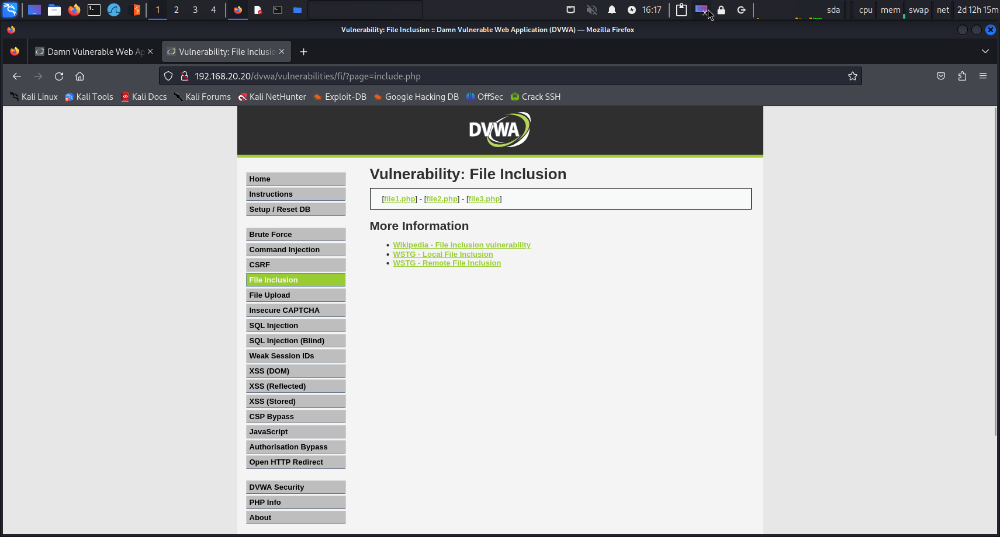 1 2 3 4 16:17 sda cpu mem swap net 2d 12h 15m
Vulnerability: File Inclusion :: Damn Vulnerable Web Application (DVWA) — Mozilla Firefox
Damn Vulnerable Web Ap Vulnerability: File Inclusio
192.168.20.20/dvwa/vulnerabilities/fi/?page=include.php
Kali Linux Kali Tools Kali Docs Kali Forums Kali NetHunter Exploit-DB Google Hacking DB OffSec Crack SSH
DVWA
Home
Instructions
Setup / Reset DB
Brute Force
Command Injection
CSRF
File Inclusion
File Upload
Insecure CAPTCHA
SQL Injection
SQL Injection (Blind)
Weak Session IDs
XSS (DOM)
XSS (Reflected)
XSS (Stored)
CSP Bypass
JavaScript
Authorisation Bypass
Open HTTP Redirect
DVWA Security
PHP Info
About
Vulnerability: File Inclusion
[file1.php] - [file2.php] - [file3.php]
More Information
• Wikipedia - File inclusion vulnerability
• WSTG - Local File Inclusion
• WSTG - Remote File Inclusion